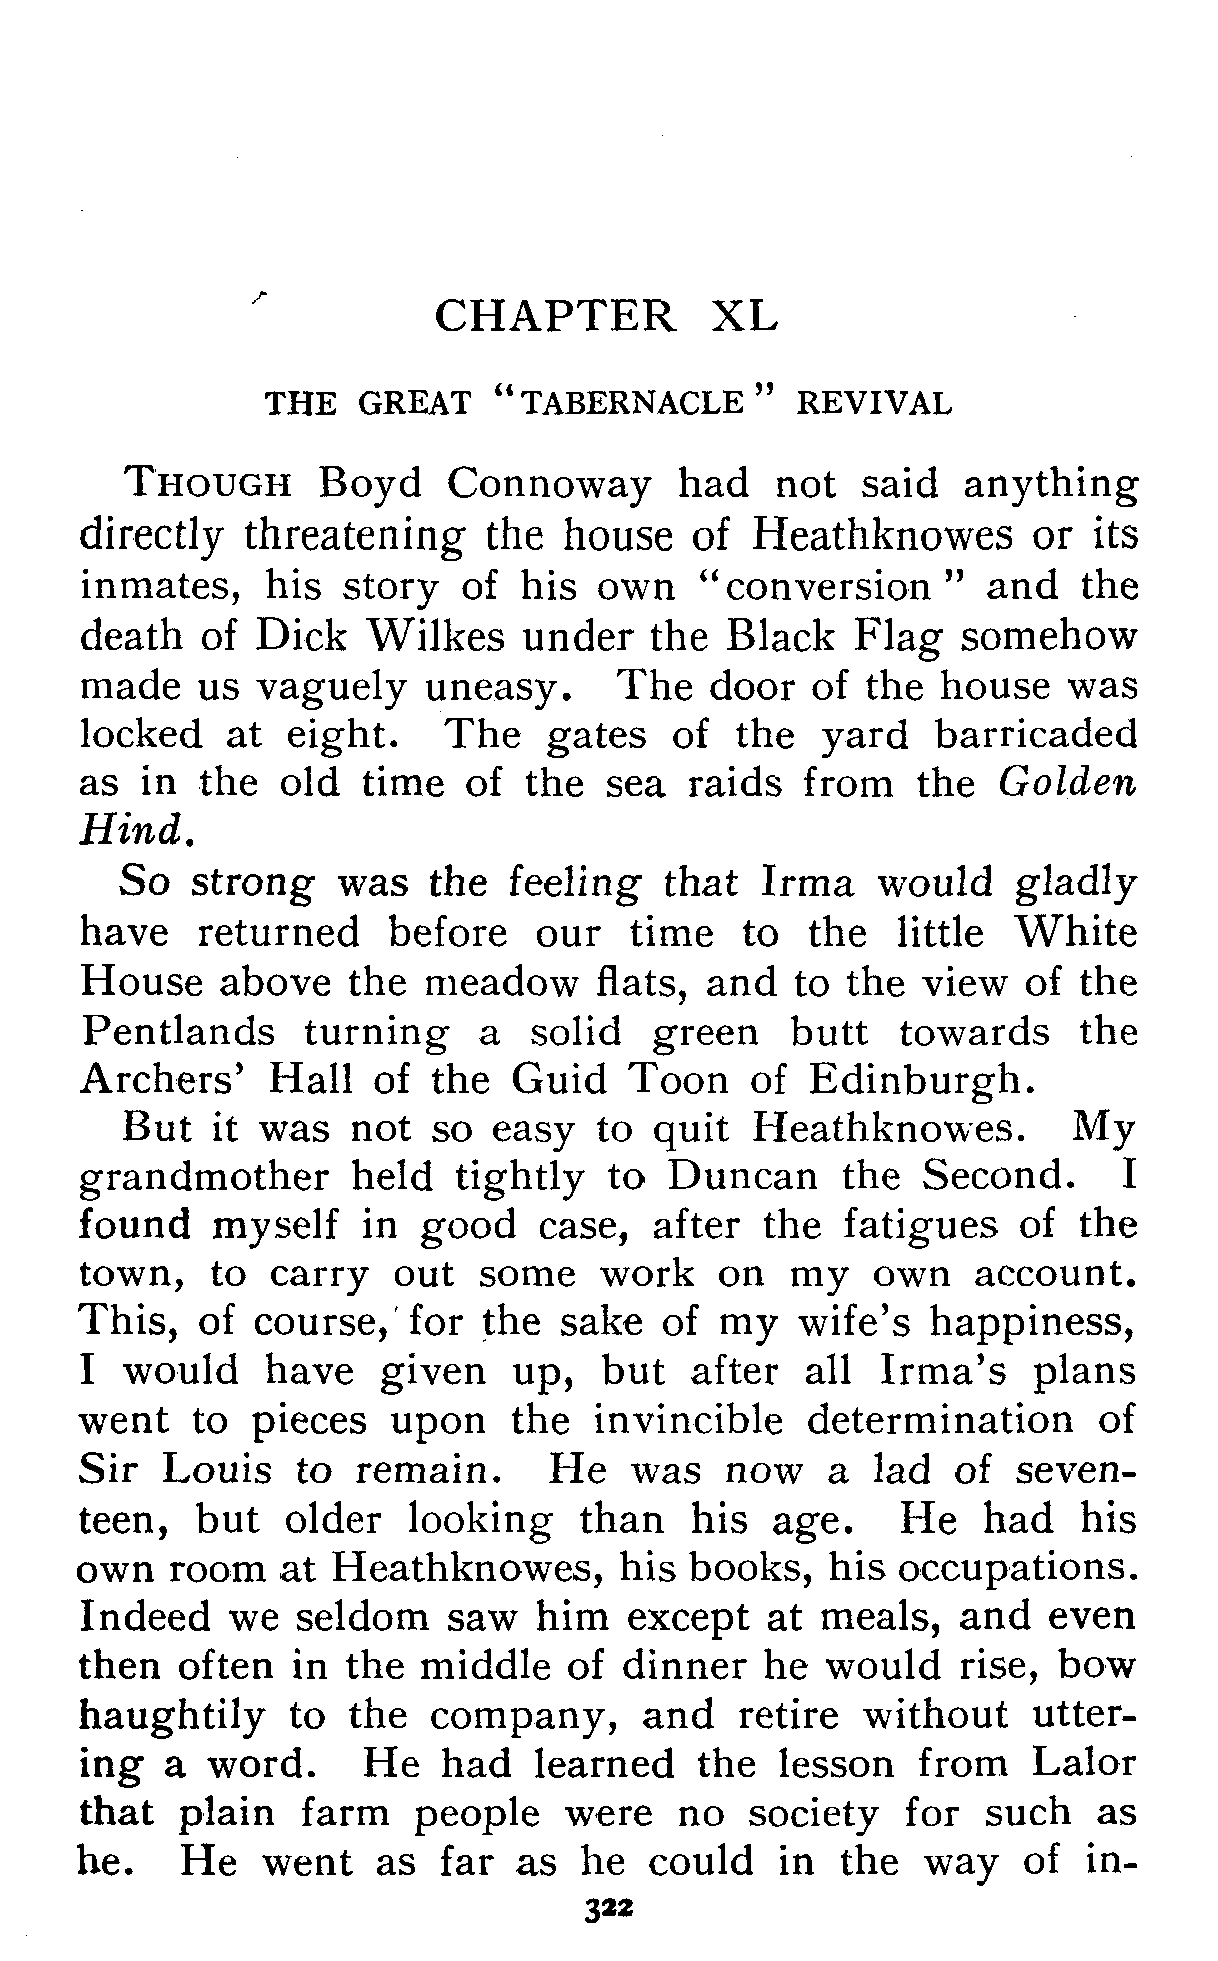 CHAPTER XL
THE GREAT "TABERNACLE" REVIVAL
THOUGH Boyd Connoway had not said anything
directly threatening the house of Heathknowes or its
inmates, his story of his own "conversion" and the
death of Dick Wilkes under the Black Flag somehow
made us vaguely uneasy. The door of the house was
locked at eight. The gates of the yard barricaded
as in the old time of the sea raids from the Golden
Hind.
So strong was the feeling that Irma would gladly
have returned before our time to the little White
House above the meadow flats, and to the view of the
Pentlands turning a solid green butt towards the
Archers' Hall of the Guid Toon of Edinburgh.
But it was not so easy to quit Heathknowes. My
grandmother held tightly to Duncan the Second. I
found myself in good case, after the fatigues of the
town, to carry out some work on my own account.
This, of course, for the sake of my wife's happiness,
I would have given up, but after all Irma's plans
went to pieces upon the invincible determination of
Sir Louis to remain. He was now a lad of seven-
teen, but older looking than his age. He had his
own room at Heathknowes, his books, his occupations.
Indeed we seldom saw him except at meals, and even
then often in the middle of dinner he would rise, bow
haughtily to the company, and retire without utter-
ing a word. He had learned the lesson from Lalor
that plain farm people were no society for such as
he. He went as far as he could in the way of in-
322